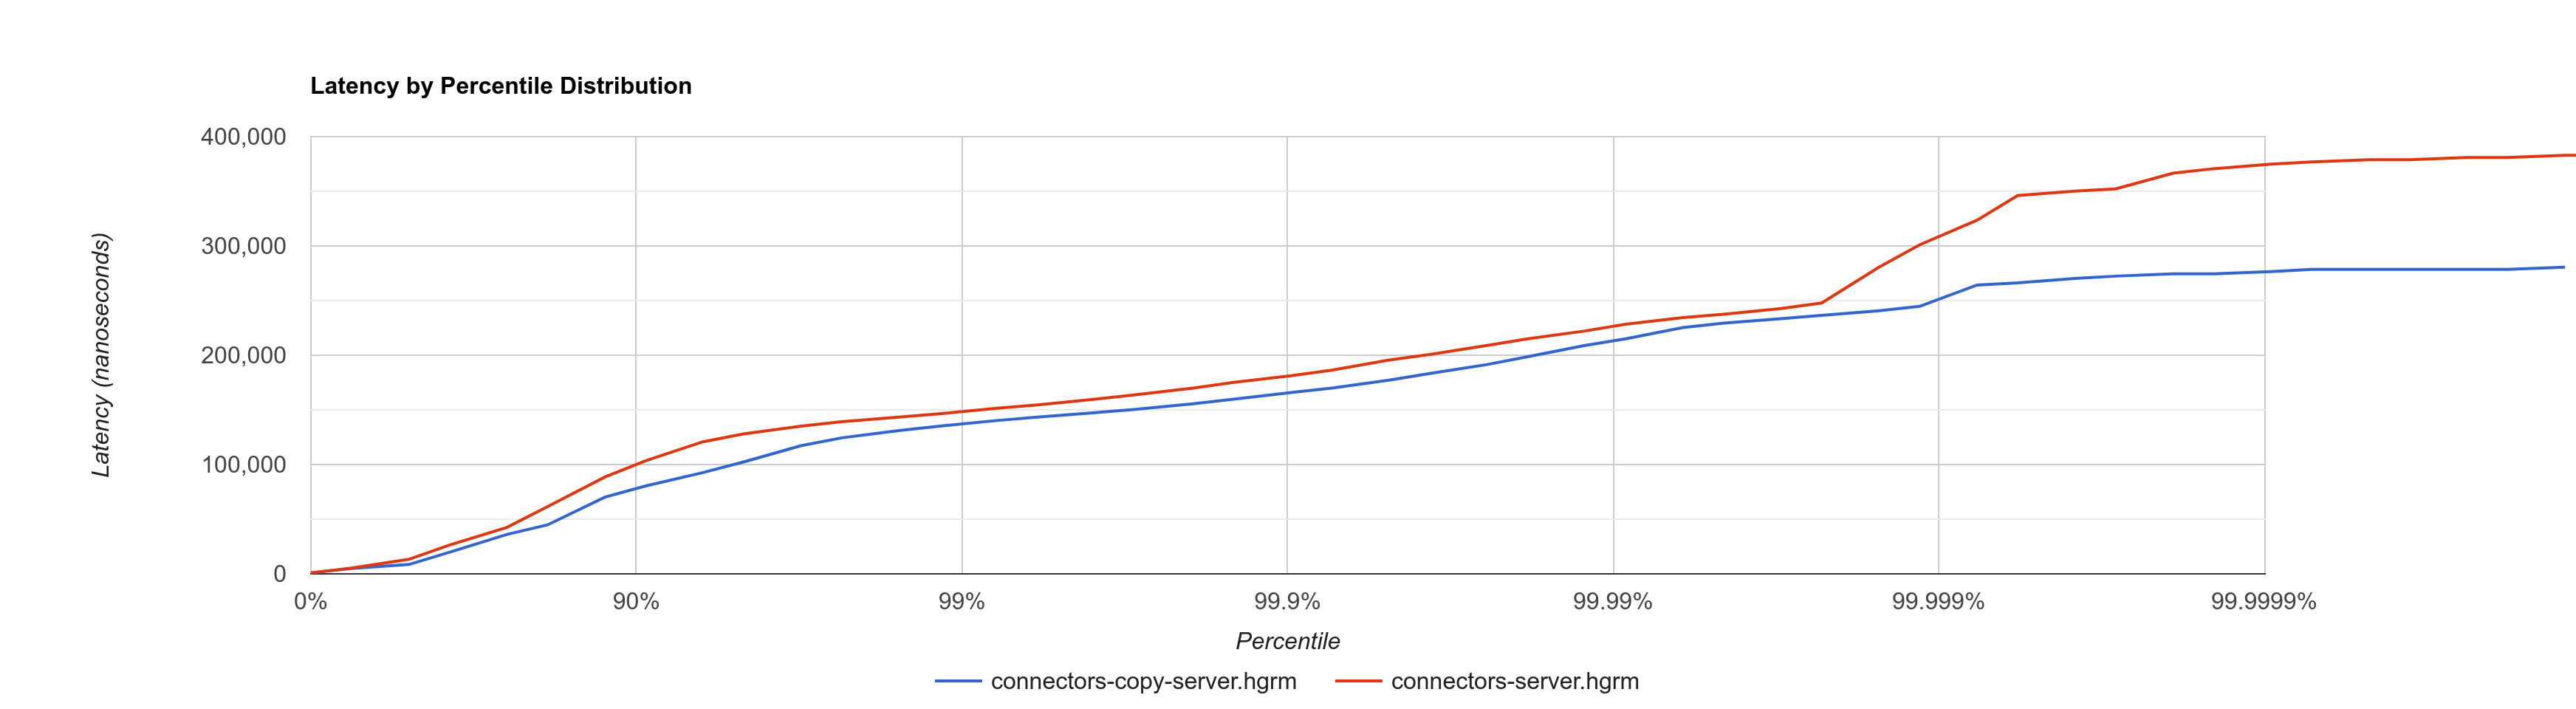 Latency by Percentile Distribution
400,000
300,000
200,000
100,000
0
Latency (nanoseconds)
0% 90% 99% 99.9% 99.99% 99.999% 99.9999%
Percentile
connectors-copy-server.hgrm connectors-server.hgrm